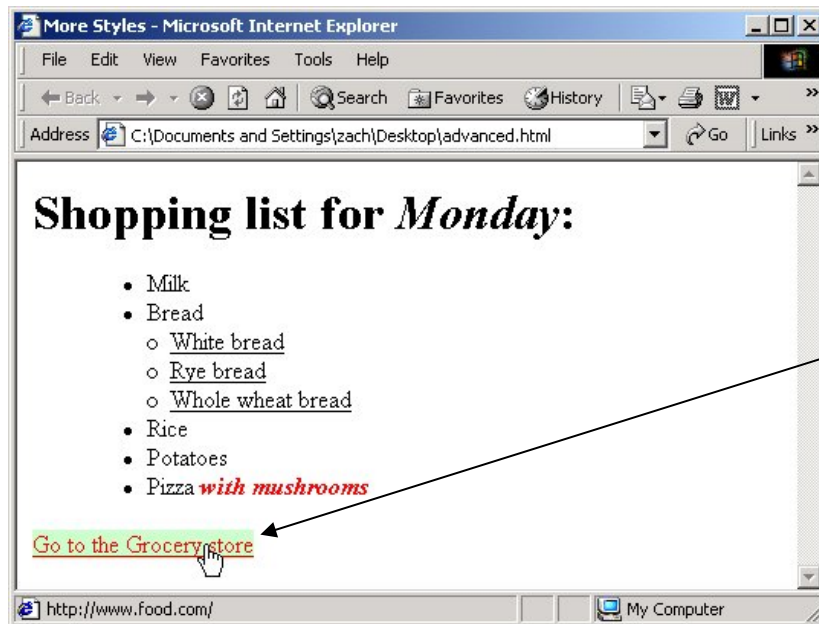 More Styles - Microsoft Internet Explorer
File Edit View Favorites Tools Help
Back Search Favorites History W »
Address C:\Documents and Settings\zach\Desktop\advanced.html Go Links »
Shopping list for Monday:
• Milk
• Bread
o White bread
o Rye bread
o Whole wheat bread
• Rice
• Potatoes
• Pizza with mushrooms
Go to the Grocery store
http://www.food.com/ My Computer